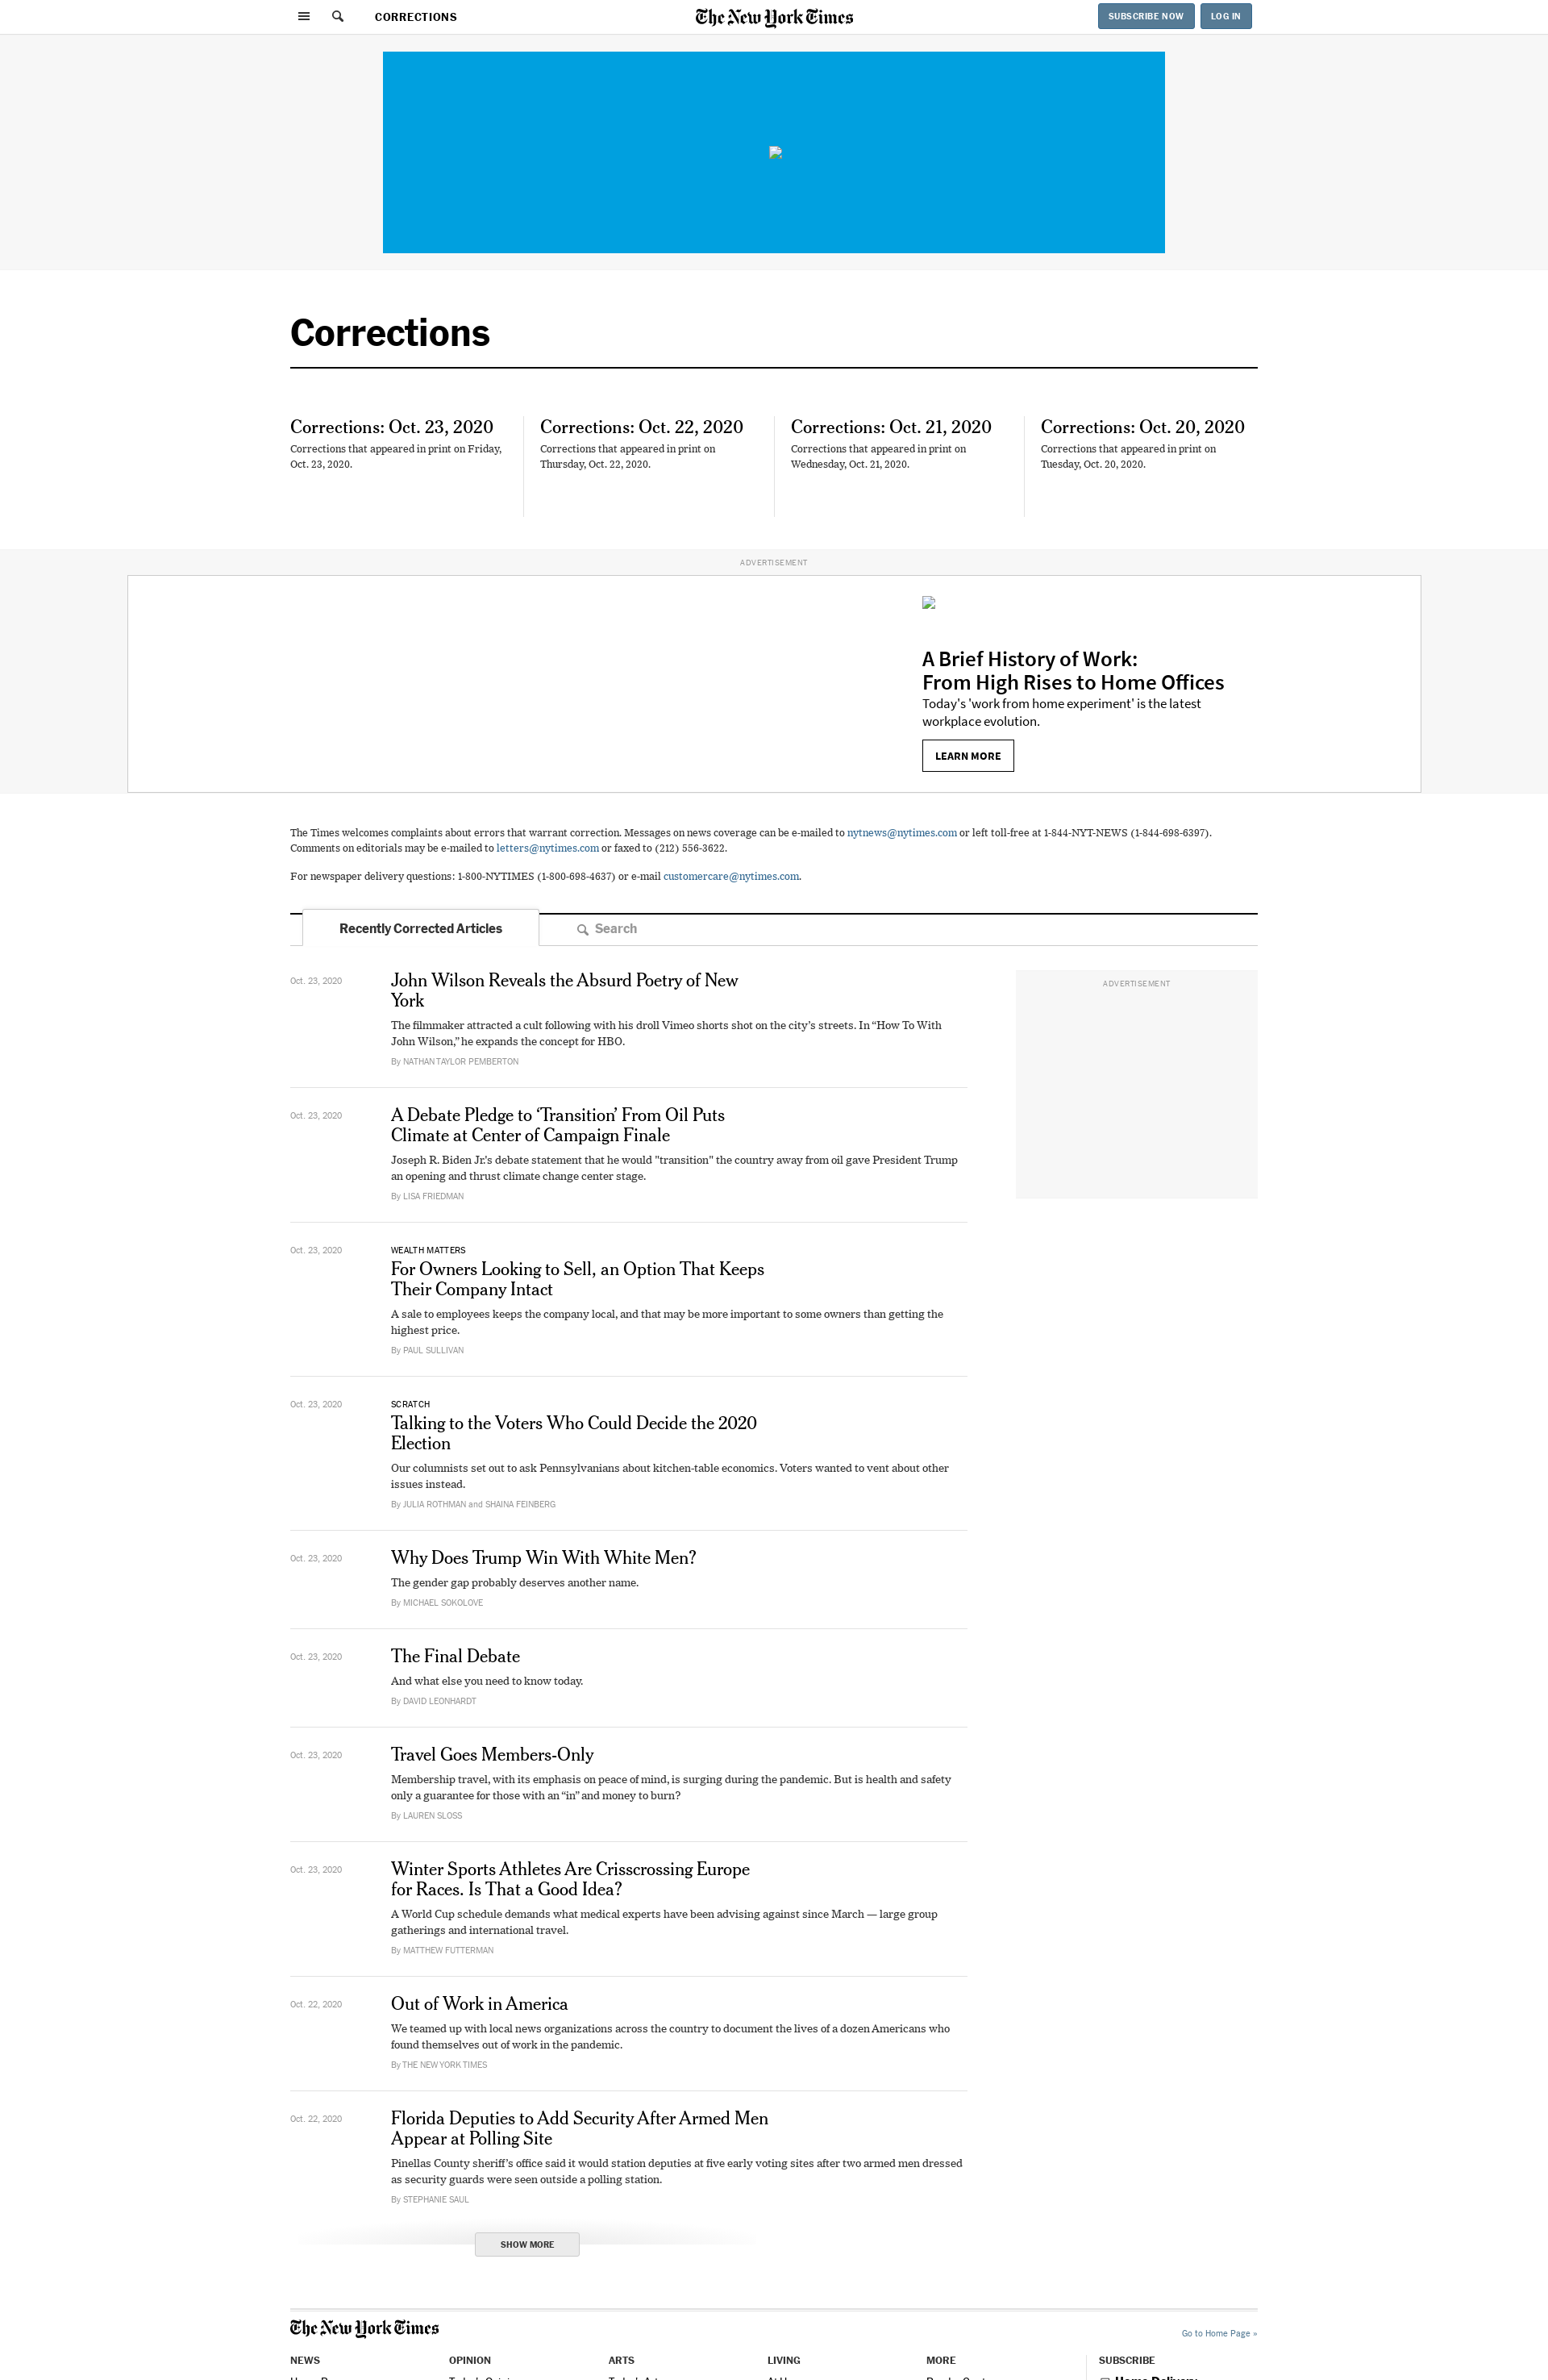 CORRECTIONS
The New York Times
SUBSCRIBE NOW
LOG IN
Corrections
Corrections: Oct. 23, 2020
Corrections that appeared in print on Friday,
Oct. 23, 2020.
Corrections: Oct. 22, 2020
Corrections that appeared in print on
Thursday, Oct. 22, 2020.
Corrections: Oct. 21, 2020
Corrections that appeared in print on
Wednesday, Oct. 21, 2020.
Corrections: Oct. 20, 2020
Corrections that appeared in print on
Tuesday, Oct. 20, 2020.
ADVERTISEMENT
A Brief History of Work:
From High Rises to Home Offices
Today's 'work from home experiment' is the latest
workplace evolution.
LEARN MORE
The Times welcomes complaints about errors that warrant correction. Messages on news coverage can be e-mailed to nytnews@nytimes.com or left toll-free at 1-844-NYT-NEWS (1-844-698-6397).
Comments on editorials may be e-mailed to letters@nytimes.com or faxed to (212) 556-3622.
For newspaper delivery questions: 1-800-NYTIMES (1-800-698-4637) or e-mail customercare@nytimes.com.
Recently Corrected Articles
Search
Oct. 23, 2020
John Wilson Reveals the Absurd Poetry of New
York
The filmmaker attracted a cult following with his droll Vimeo shorts shot on the city’s streets. In “How To With
John Wilson,” he expands the concept for HBO.
By NATHAN TAYLOR PEMBERTON
ADVERTISEMENT
Oct. 23, 2020
A Debate Pledge to ‘Transition’ From Oil Puts
Climate at Center of Campaign Finale
Joseph R. Biden Jr.'s debate statement that he would "transition" the country away from oil gave President Trump
an opening and thrust climate change center stage.
By LISA FRIEDMAN
Oct. 23, 2020
WEALTH MATTERS
For Owners Looking to Sell, an Option That Keeps
Their Company Intact
A sale to employees keeps the company local, and that may be more important to some owners than getting the
highest price.
By PAUL SULLIVAN
Oct. 23, 2020
SCRATCH
Talking to the Voters Who Could Decide the 2020
Election
Our columnists set out to ask Pennsylvanians about kitchen-table economics. Voters wanted to vent about other
issues instead.
By JULIA ROTHMAN and SHAINA FEINBERG
Oct. 23, 2020
Why Does Trump Win With White Men?
The gender gap probably deserves another name.
By MICHAEL SOKOLOVE
Oct. 23, 2020
The Final Debate
And what else you need to know today.
By DAVID LEONHARDT
Oct. 23, 2020
Travel Goes Members-Only
Membership travel, with its emphasis on peace of mind, is surging during the pandemic. But is health and safety
only a guarantee for those with an “in” and money to burn?
By LAUREN SLOSS
Oct. 23, 2020
Winter Sports Athletes Are Crisscrossing Europe
for Races. Is That a Good Idea?
A World Cup schedule demands what medical experts have been advising against since March — large group
gatherings and international travel.
By MATTHEW FUTTERMAN
Oct. 22, 2020
Out of Work in America
We teamed up with local news organizations across the country to document the lives of a dozen Americans who
found themselves out of work in the pandemic.
By THE NEW YORK TIMES
Oct. 22, 2020
Florida Deputies to Add Security After Armed Men
Appear at Polling Site
Pinellas County sheriff’s office said it would station deputies at five early voting sites after two armed men dressed
as security guards were seen outside a polling station.
By STEPHANIE SAUL
SHOW MORE
The New York Times
Go to Home Page »
NEWS
OPINION
ARTS
LIVING
MORE
SUBSCRIBE
Home Delivery